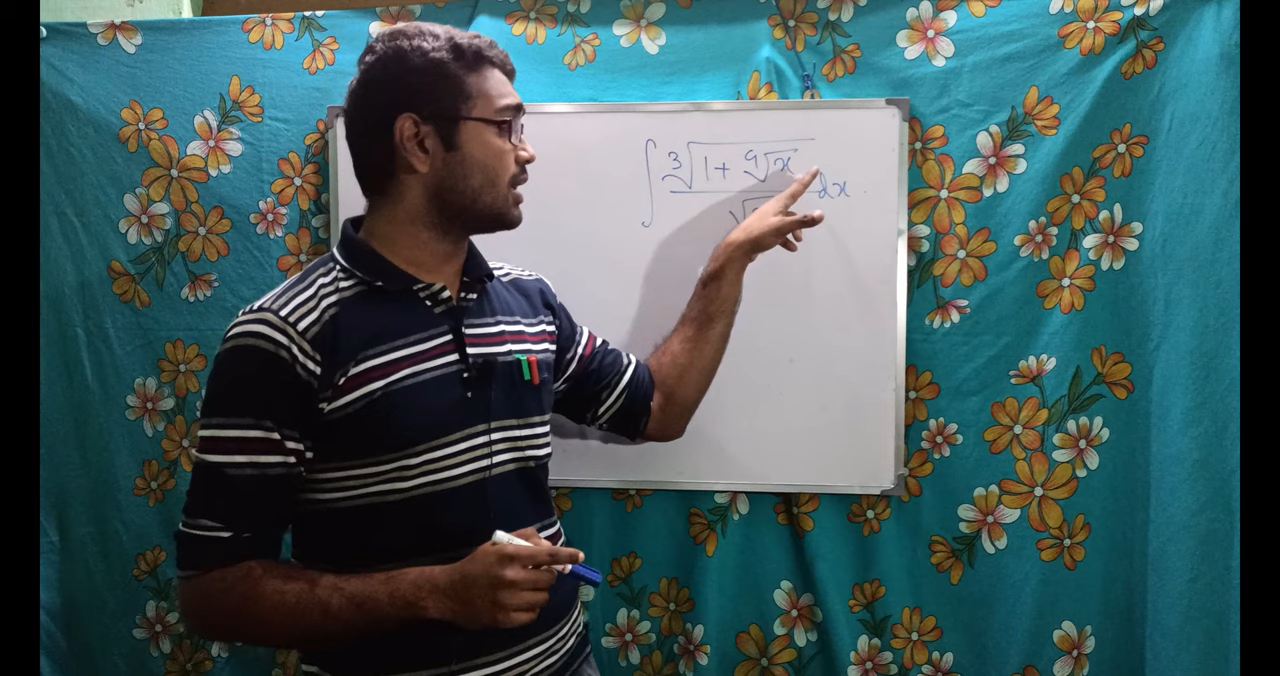 ∫ ∛(1 + ⁹√x) dx
√